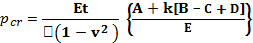 p_cr = Et / □(1 − v²) {A + k[B − C + D] / E}